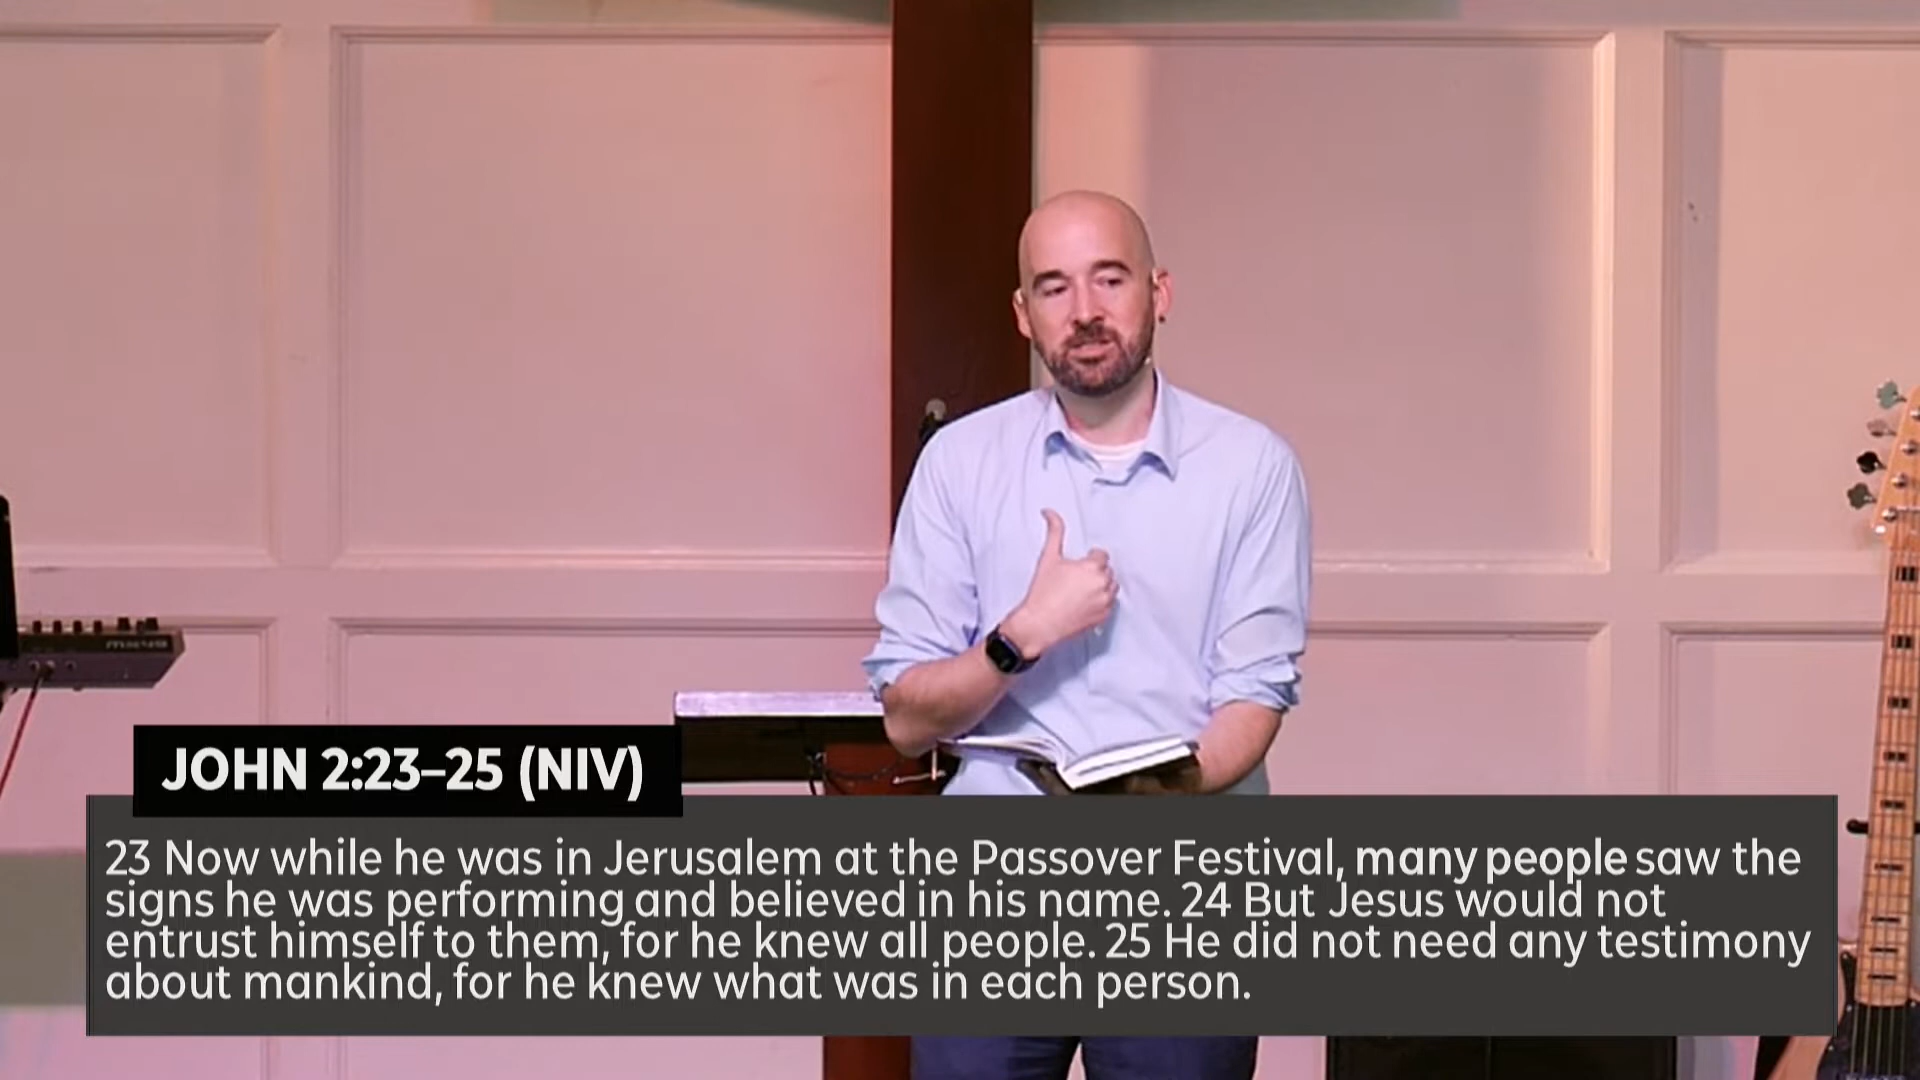 JOHN 2:23–25 (NIV)
23 Now while he was in Jerusalem at the Passover Festival, many people saw the
signs he was performing and believed in his name. 24 But Jesus would not
entrust himself to them, for he knew all people. 25 He did not need any testimony
about mankind, for he knew what was in each person.